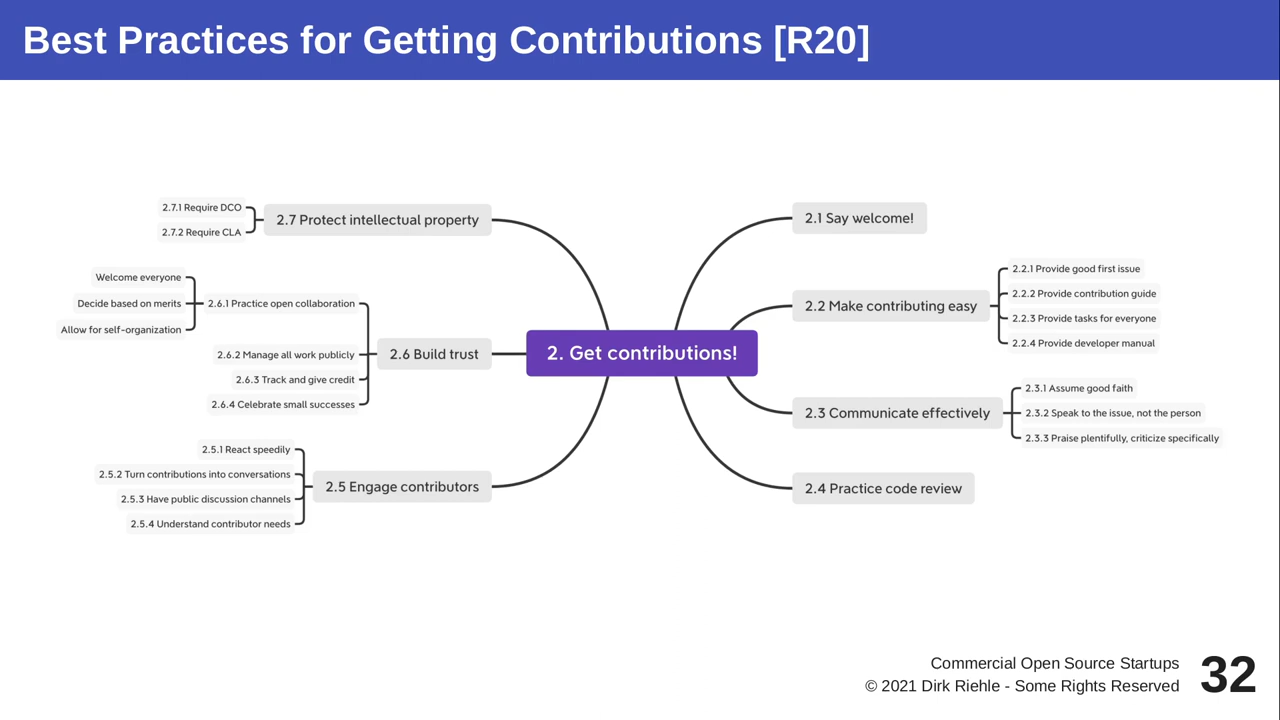 Best Practices for Getting Contributions [R20]
2. Get contributions!
2.1 Say welcome!
2.2 Make contributing easy
2.2.1 Provide good first issue
2.2.2 Provide contribution guide
2.2.3 Provide tasks for everyone
2.2.4 Provide developer manual
2.3 Communicate effectively
2.3.1 Assume good faith
2.3.2 Speak to the issue, not the person
2.3.3 Praise plentifully, criticize specifically
2.4 Practice code review
2.5 Engage contributors
2.5.1 React speedily
2.5.2 Turn contributions into conversations
2.5.3 Have public discussion channels
2.5.4 Understand contributor needs
2.6 Build trust
2.6.1 Practice open collaboration
Welcome everyone
Decide based on merits
Allow for self-organization
2.6.2 Manage all work publicly
2.6.3 Track and give credit
2.6.4 Celebrate small successes
2.7 Protect intellectual property
2.7.1 Require DCO
2.7.2 Require CLA
Commercial Open Source Startups
© 2021 Dirk Riehle - Some Rights Reserved
32